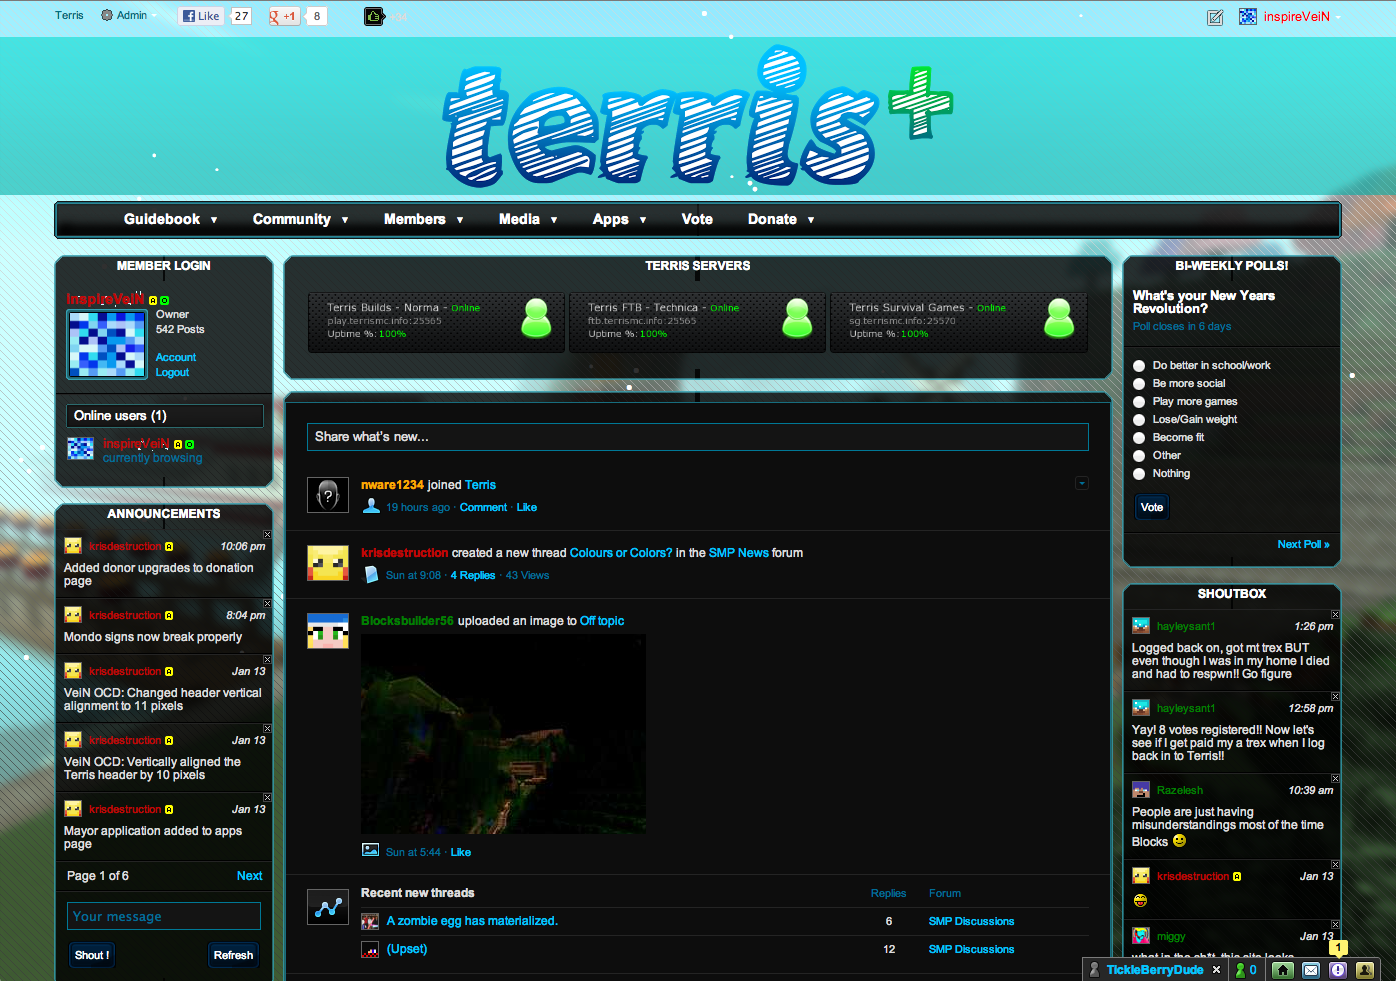 Terris
Admin
Like
27
+1
8
inspireVeiN
terris+
Guidebook ▼
Community ▼
Members ▼
Media ▼
Apps ▼
Vote
Donate ▼
MEMBER LOGIN
InspireVeiN A O
Owner
542 Posts
Account
Logout
Online users (1)
inspireVeiN A O
currently browsing
ANNOUNCEMENTS
krisdestruction A 10:06 pm
Added donor upgrades to donation
page
krisdestruction A 8:04 pm
Mondo signs now break properly
krisdestruction A Jan 13
VeiN OCD: Changed header vertical
alignment to 11 pixels
krisdestruction A Jan 13
VeiN OCD: Vertically aligned the
Terris header by 10 pixels
krisdestruction A Jan 13
Mayor application added to apps
page
Page 1 of 6 Next
Your message
Shout !
Refresh
TERRIS SERVERS
Terris Builds - Norma - Online
play.terrismc.info:25565
Uptime %: 100%
Terris FTB - Technica - Online
ftb.terrismc.info:25565
Uptime %: 100%
Terris Survival Games - Online
sg.terrismc.info:25570
Uptime %: 100%
Share what's new...
nware1234 joined Terris
19 hours ago · Comment · Like
krisdestruction created a new thread Colours or Colors? in the SMP News forum
Sun at 9:08 · 4 Replies · 43 Views
Blocksbuilder56 uploaded an image to Off topic
Sun at 5:44 · Like
Recent new threads Replies Forum
A zombie egg has materialized. 6 SMP Discussions
(Upset) 12 SMP Discussions
BI-WEEKLY POLLS!
What's your New Years
Revolution?
Poll closes in 6 days
Do better in school/work
Be more social
Play more games
Lose/Gain weight
Become fit
Other
Nothing
Vote
Next Poll »
SHOUTBOX
hayleysant1 1:26 pm
Logged back on, got mt trex BUT
even though I was in my home I died
and had to respwn!! Go figure
hayleysant1 12:58 pm
Yay! 8 votes registered!! Now let's
see if I get paid my a trex when I log
back in to Terris!!
Razelesh 10:39 am
People are just having
misunderstandings most of the time
Blocks
krisdestruction A Jan 13
miggy Jan 13
1
TickleBerryDude ×
0